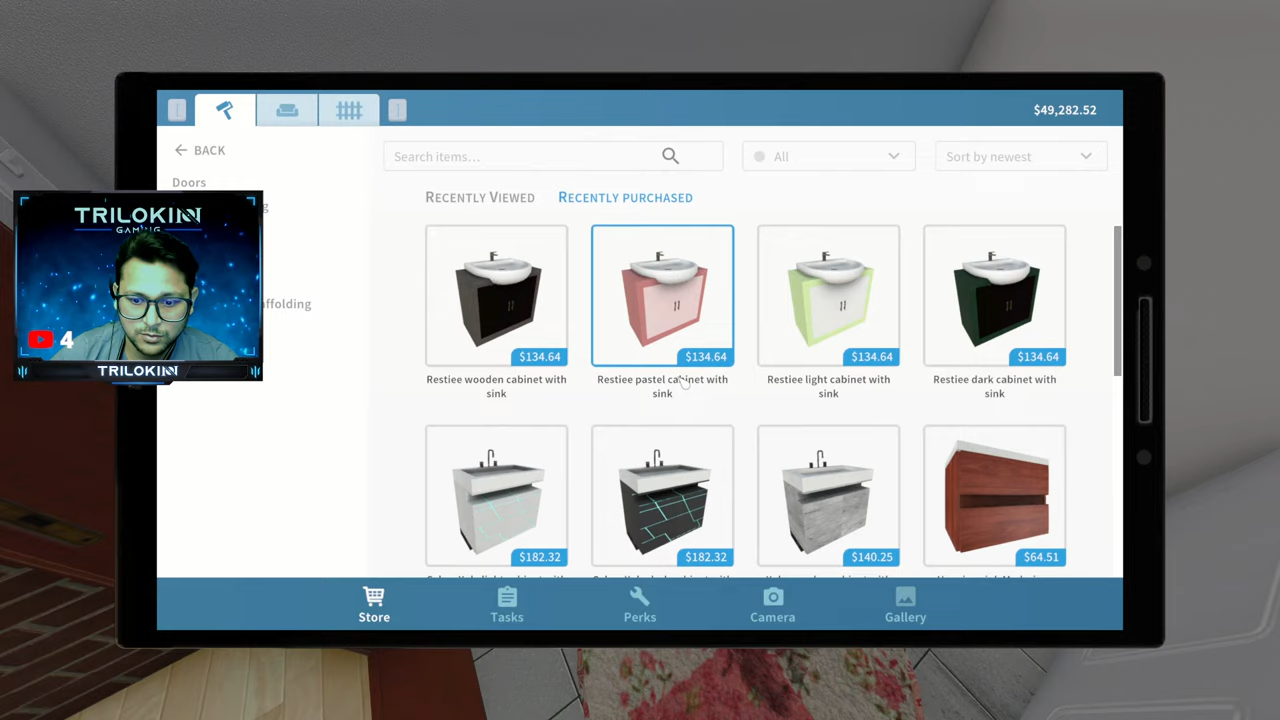 $49,282.52
BACK
Search items...
All
Sort by newest
Doors
RECENTLY VIEWED
RECENTLY PURCHASED
TRILOKIN
GAMING
g
affolding
4
TRILOKIN
$134.64
$134.64
$134.64
$134.64
Restiee wooden cabinet with
sink
Restiee pastel cabinet with
sink
Restiee light cabinet with
sink
Restiee dark cabinet with
sink
$182.32
$182.32
$140.25
$64.51
Store
Tasks
Perks
Camera
Gallery